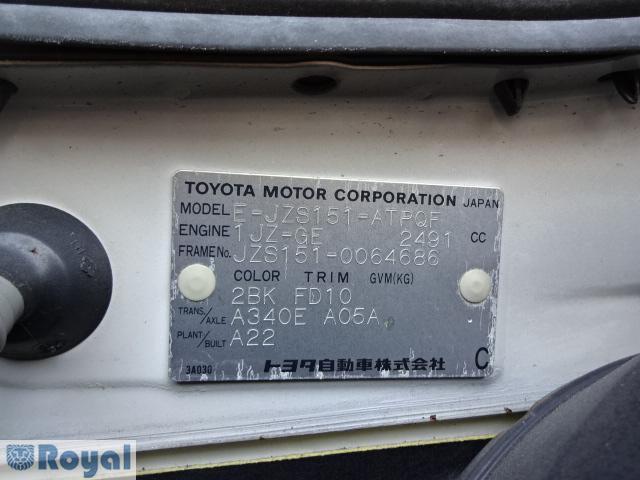 TOYOTA MOTOR CORPORATION JAPAN
MODEL E-JZS151-ATPQF
ENGINE 1JZ-GE 2491 CC
FRAME No. JZS151-0064686
COLOR TRIM GVM(KG)
2BK FD10
TRANS./AXLE A340E A05A
PLANT/BUILT A22
3A030 トヨタ自動車株式会社 C
Royal